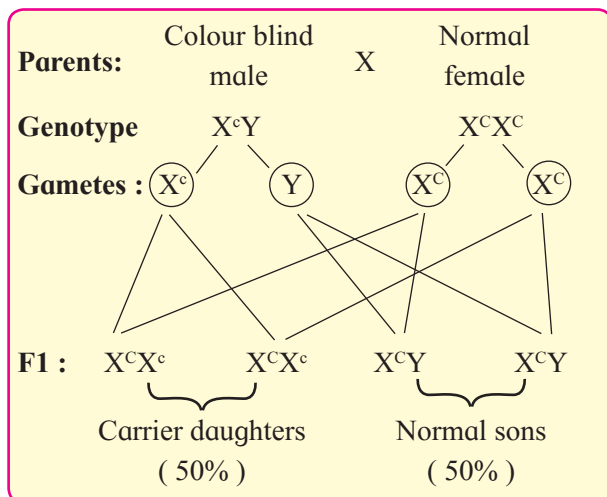 Parents: Colour blind male X Normal female
Genotype XᶜY XᶜXᶜ
Gametes : Xᶜ Y Xᶜ Xᶜ
F1 : XᶜXᶜ XᶜXᶜ XᶜY XᶜY
Carrier daughters Normal sons
( 50% ) ( 50% )